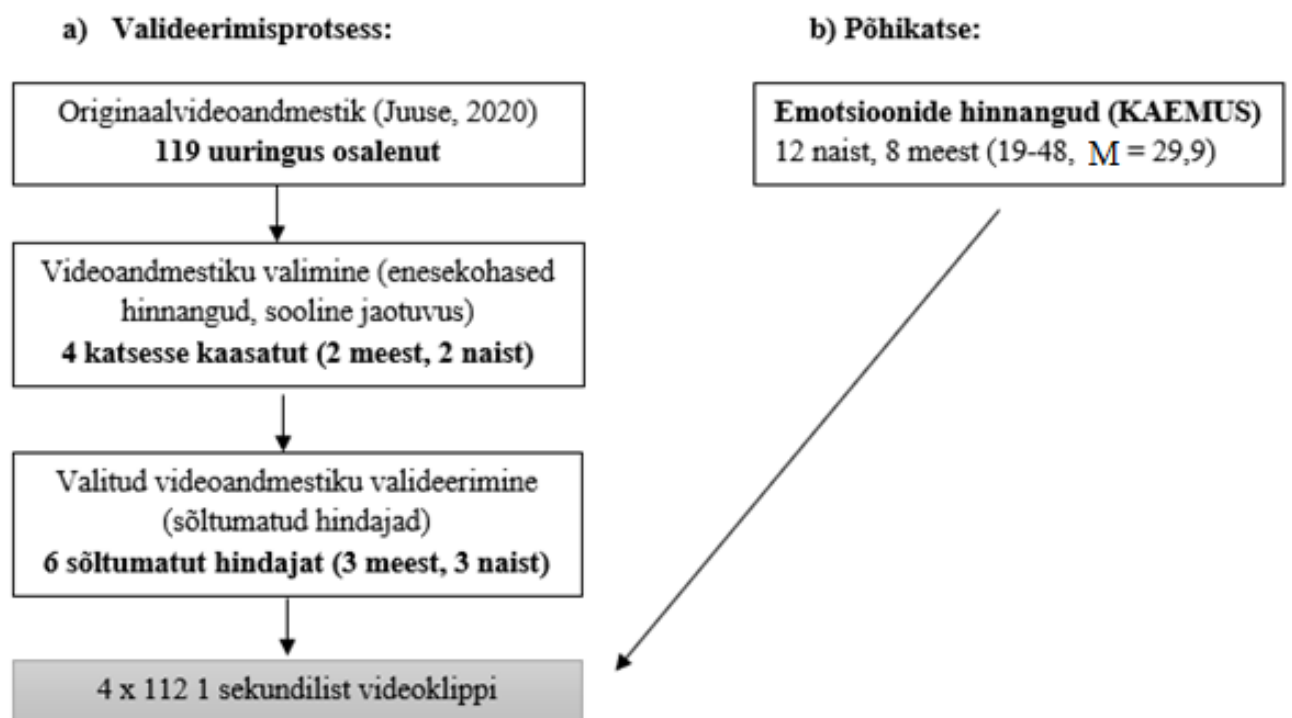 a) Valideerimisprotsess:
Originaalvideoandmestik (Juuse, 2020)
119 uuringus osalenut
Videoandmestiku valimine (enesekohased
hinnangud, sooline jaotuvus)
4 katsesse kaasatut (2 meest, 2 naist)
Valitud videoandmestiku valideerimine
(sõltumatud hindajad)
6 sõltumatut hindajat (3 meest, 3 naist)
4 x 112 1 sekundilist videoklippi
b) Põhikatse:
Emotsioonide hinnangud (KAEMUS)
12 naist, 8 meest (19-48, M = 29,9)